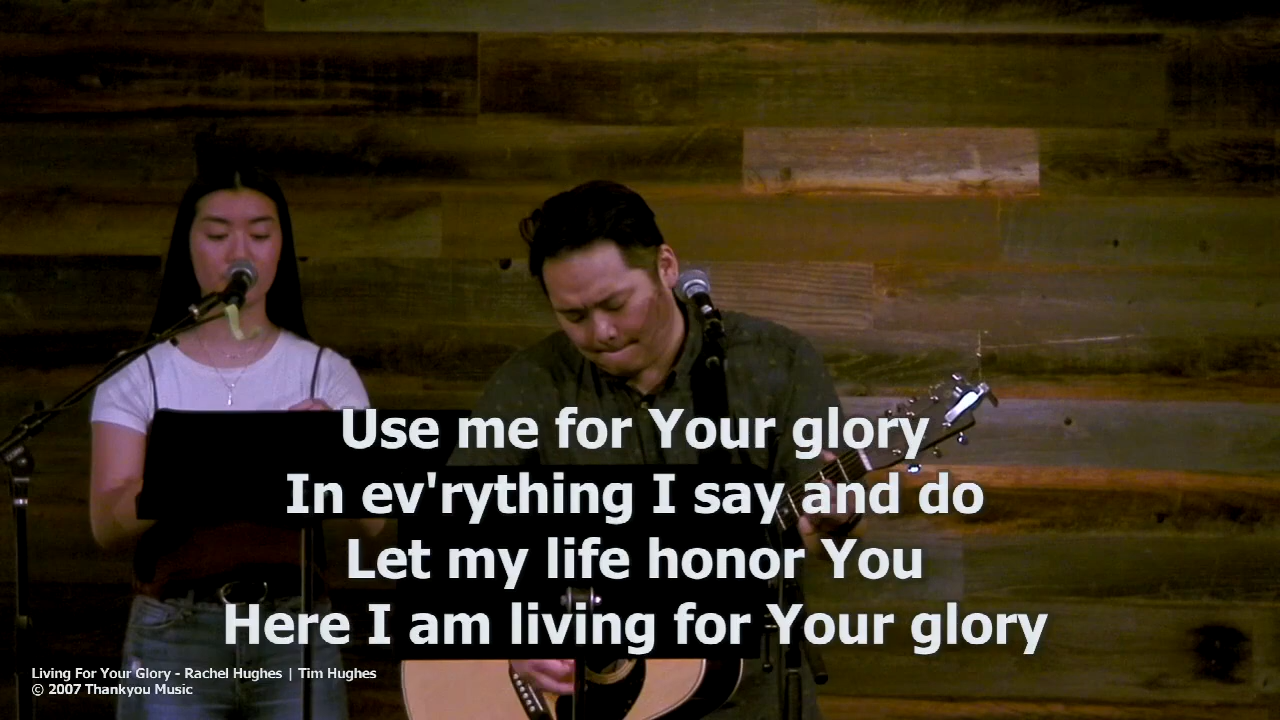 Use me for Your glory
In ev'rything I say and do
Let my life honor You
Here I am living for Your glory
Living For Your Glory - Rachel Hughes | Tim Hughes
© 2007 Thankyou Music